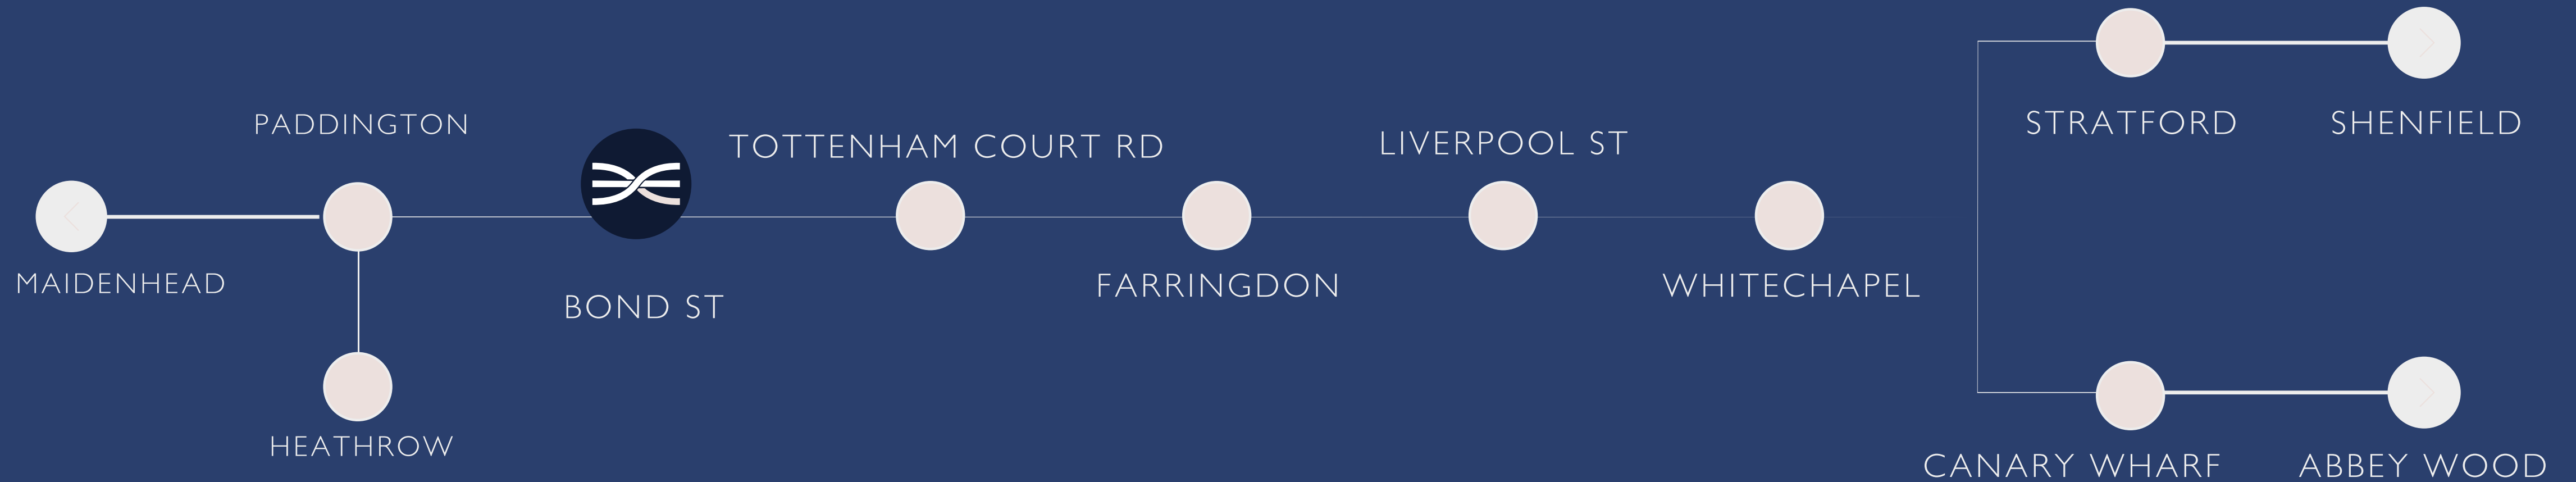 PADDINGTON
MAIDENHEAD
HEATHROW
BOND ST
TOTTENHAM COURT RD
FARRINGDON
LIVERPOOL ST
WHITECHAPEL
STRATFORD
SHENFIELD
CANARY WHARF
ABBEY WOOD